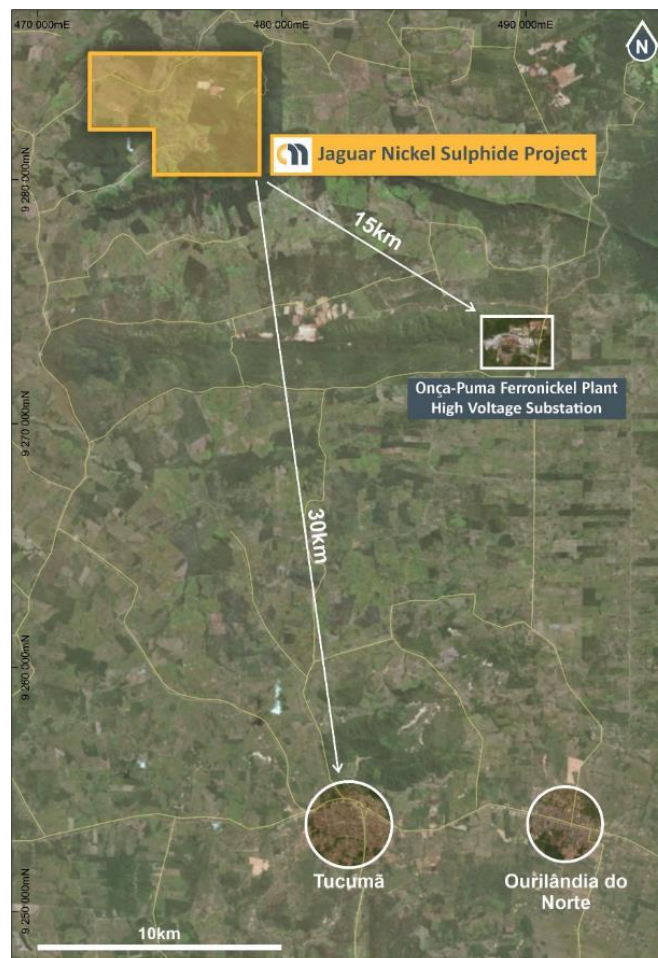 470 000mE
480 000mE
490 000mE
N
Jaguar Nickel Sulphide Project
9 280 000mN
15km
Onça-Puma Ferronickel Plant
High Voltage Substation
9 270 000mN
30km
9 260 000mN
Tucumã
Ourilândia do
Norte
9 250 000mN
10km